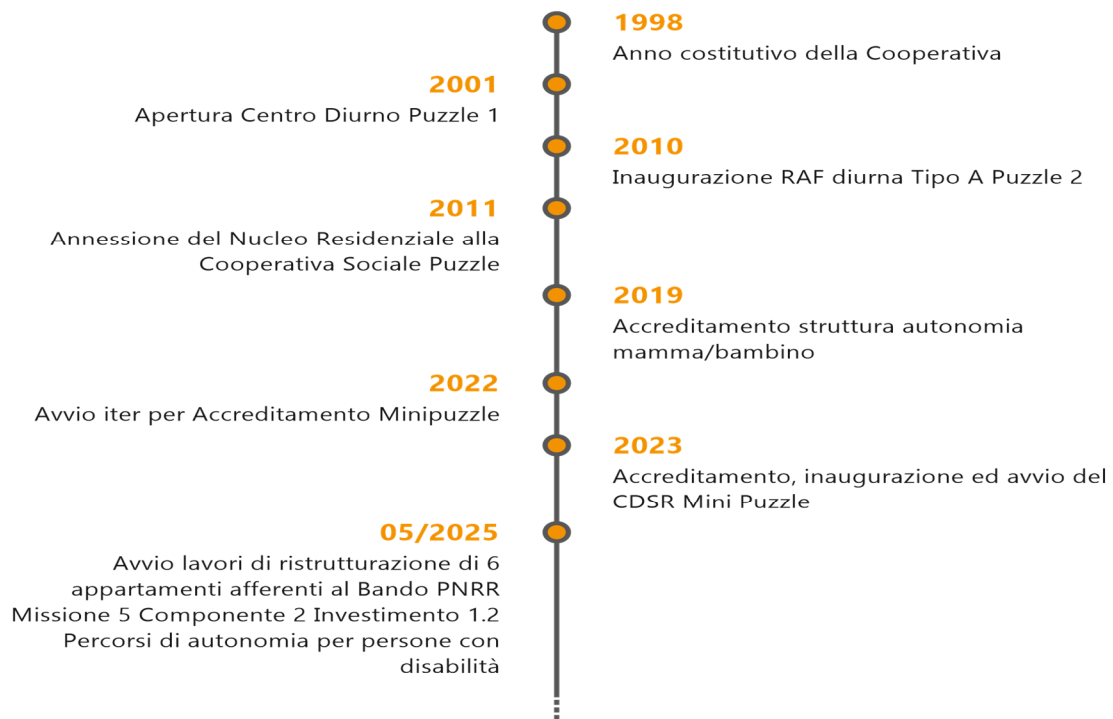 1998
Anno costitutivo della Cooperativa
2001
Apertura Centro Diurno Puzzle 1
2010
Inaugurazione RAF diurna Tipo A Puzzle 2
2011
Annessione del Nucleo Residenziale alla
Cooperativa Sociale Puzzle
2019
Accreditamento struttura autonomia
mamma/bambino
2022
Avvio iter per Accreditamento Minipuzzle
2023
Accreditamento, inaugurazione ed avvio del
CDSR Mini Puzzle
05/2025
Avvio lavori di ristrutturazione di 6
appartamenti afferenti al Bando PNRR
Missione 5 Componente 2 Investimento 1.2
Percorsi di autonomia per persone con
disabilità